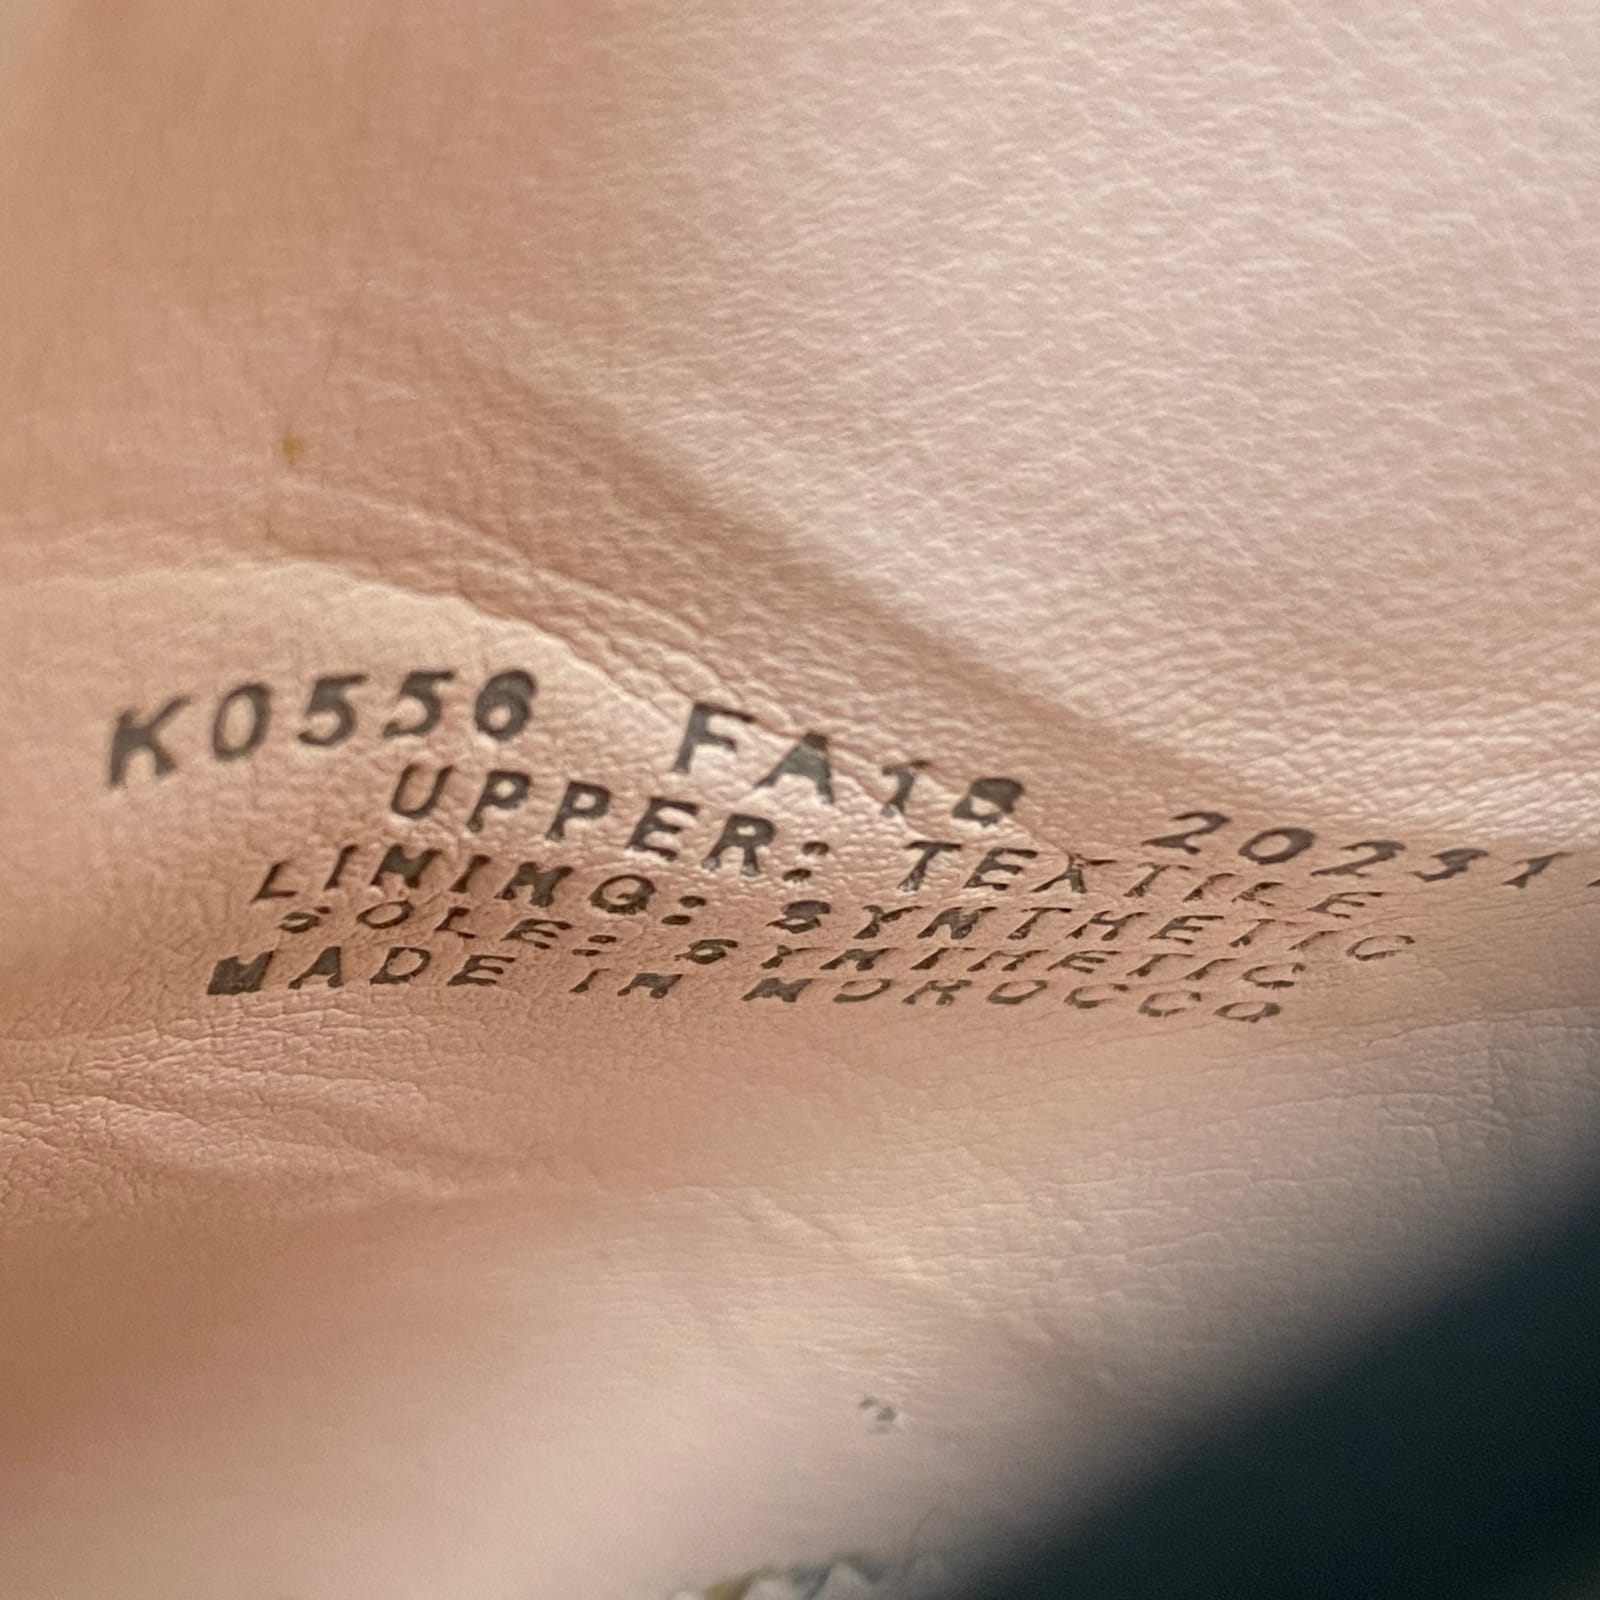 K0556 FA18 20231
UPPER: TEXTILE
LINING: SYNTHETIC
SOLE: SYNTHETIC
MADE IN MOROCCO